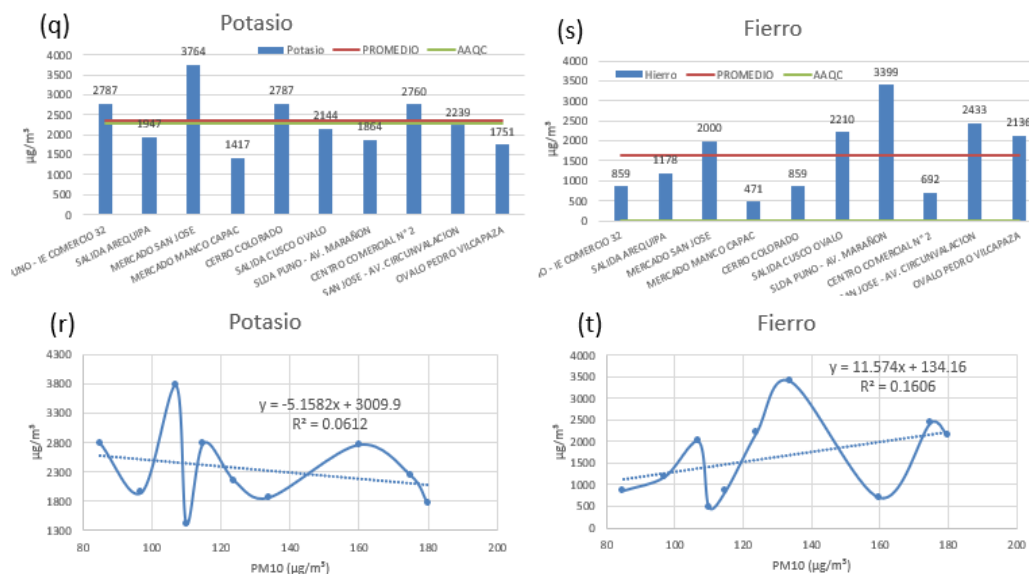 (q)
Potasio
Potasio PROMEDIO AAQC
4000
3500
3000
2500
2000
1500
1000
500
0
µg/m³
2787
1947
3764
1417
2787
2144
1864
2760
2239
1751
UNO - IE COMERCIO 32
SALIDA AREQUIPA
MERCADO SAN JOSE
MERCADO MANCO CAPAC
CERRO COLORADO
SALIDA CUSCO OVALO
SLDA PUNO - AV. MARAÑON
CENTRO COMERCIAL N° 2
SAN JOSE - AV. CIRCUNVALACION
OVALO PEDRO VILCAPAZA
(s)
Fierro
Hierro PROMEDIO AAQC
4000
3500
3000
2500
2000
1500
1000
500
0
µg/m³
859
1178
2000
471
859
2210
3399
692
2433
2136
NO - IE COMERCIO 32
SALIDA AREQUIPA
MERCADO SAN JOSE
MERCADO MANCO CAPAC
CERRO COLORADO
SALIDA CUSCO OVALO
SLDA PUNO - AV. MARAÑON
CENTRO COMERCIAL N° 2
SAN JOSE - AV. CIRCUNVALACION
OVALO PEDRO VILCAPAZA
(r)
Potasio
4300
3800
3300
2800
2300
1800
1300
µg/m³
y = -5.1582x + 3009.9
R² = 0.0612
80 100 120 140 160 180 200
PM10 (µg/m³)
(t)
Fierro
4000
3500
3000
2500
2000
1500
1000
500
0
µg/m³
y = 11.574x + 134.16
R² = 0.1606
80 100 120 140 160 180 200
PM10 (µg/m³)